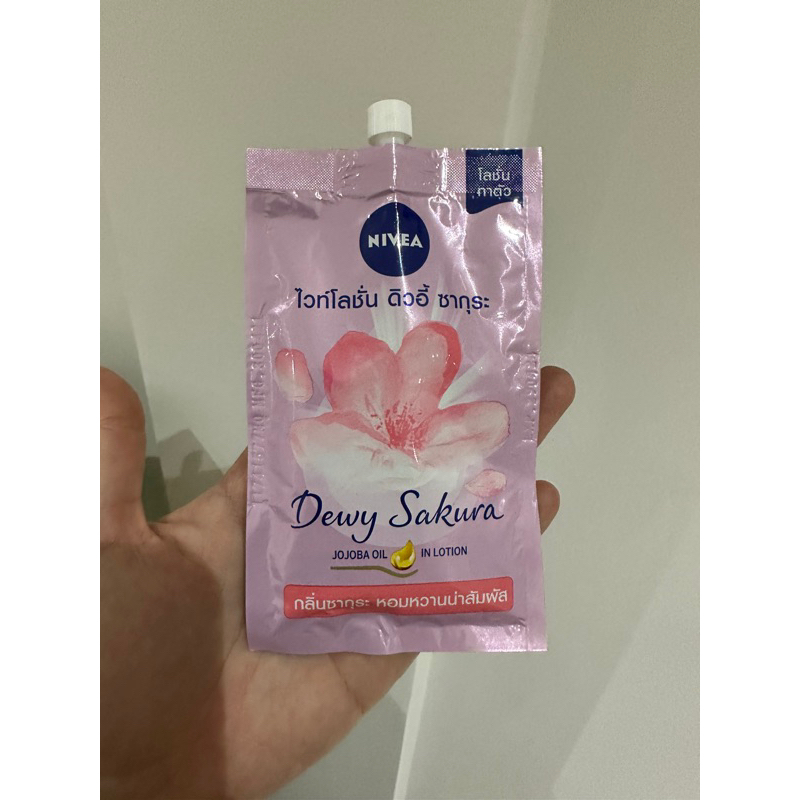 โลชั่น
ทาตัว
NIVEA
ไวท์โลชั่น ดิวอี้ ซากุระ
Dewy Sakura
JOJOBA OIL IN LOTION
กลิ่นซากุระ หอมหวานน่าสัมผัส